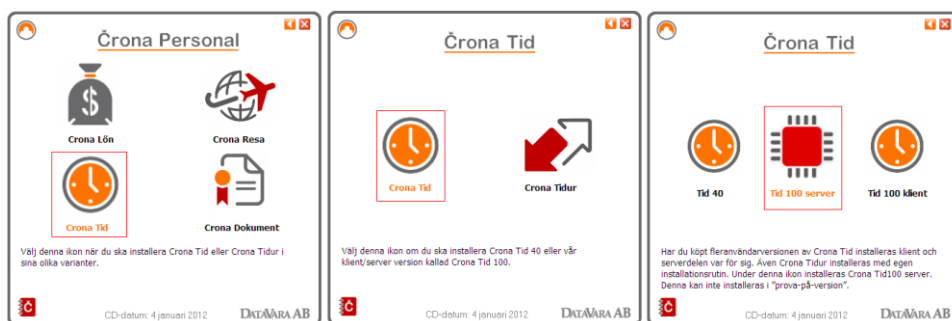 Črona Personal
Crona Lön
Crona Resa
Crona Tid
Crona Dokument
Välj denna ikon när du ska installera Crona Tid eller Crona Tidur i
sina olika varianter.
Č
CD-datum: 4 januari 2012
DATAVARA AB
Črona Tid
Crona Tid
Crona Tidur
Välj denna ikon om du ska installera Crona Tid 40 eller vår
klient/server version kallad Crona Tid 100.
Č
CD-datum: 4 januari 2012
DATAVARA AB
Črona Tid
Tid 40
Tid 100 server
Tid 100 klient
Har du köpt fleranvändarversionen av Crona Tid installeras klient och
serverdelen var för sig. Även Crona Tidur installeras med egen
installationsrutin. Under denna ikon installeras Crona Tid100 server.
Denna kan inte installeras i "prova-på-version".
Č
CD-datum: 4 januari 2012
DATAVARA AB